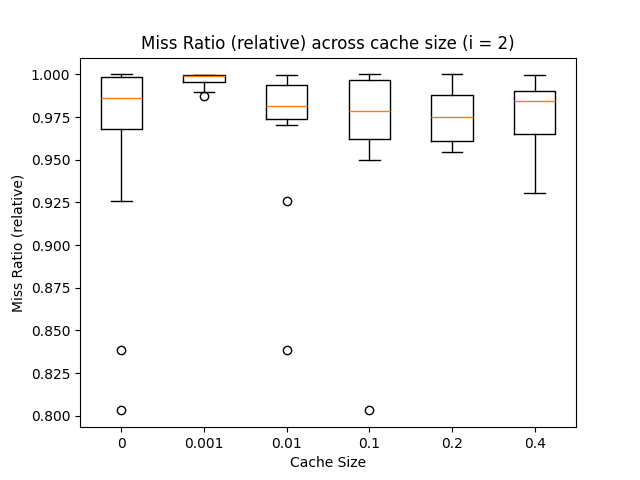 Miss Ratio (relative) across cache size (i = 2)
Miss Ratio (relative)
1.000
0.975
0.950
0.925
0.900
0.875
0.850
0.825
0.800
0 0.001 0.01 0.1 0.2 0.4
Cache Size